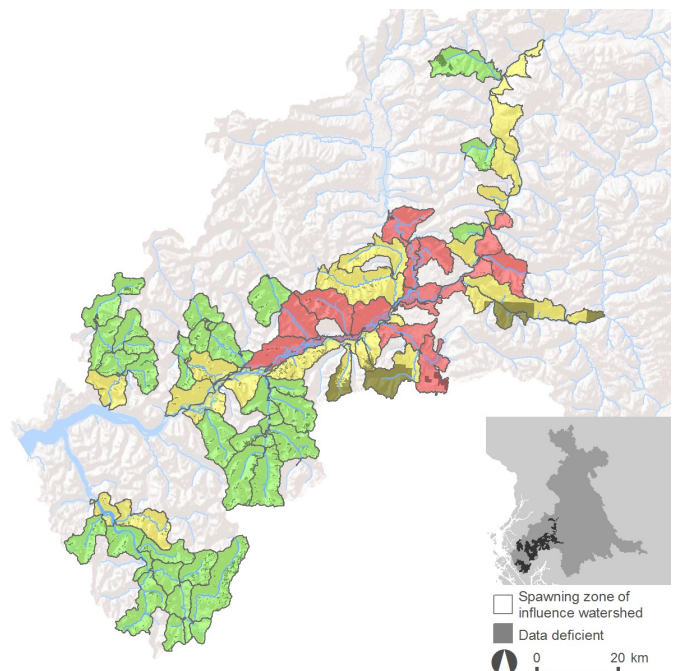 Spawning zone of
influence watershed
Data deficient
0 20 km